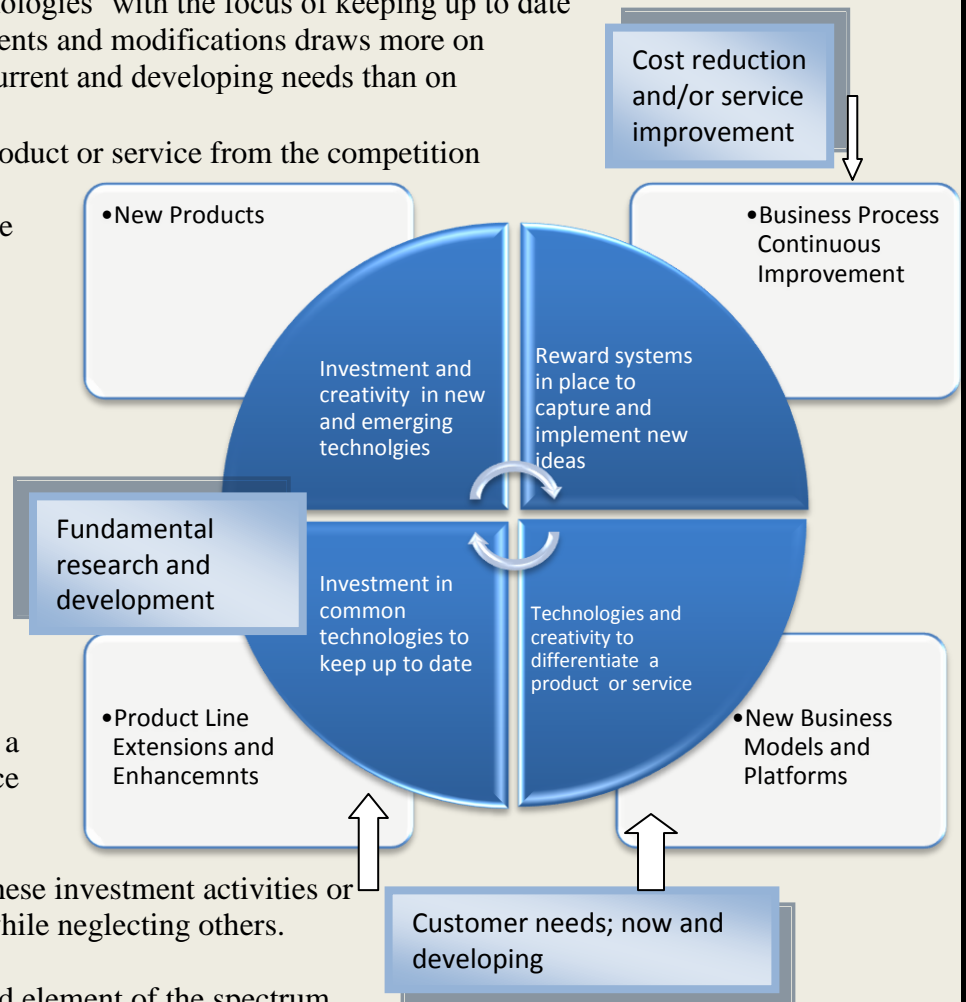 ologies" with the focus of keeping up to date
ents and modifications draws more on
urrent and developing needs than on
oduct or service from the competition
e
Cost reduction
and/or service
improvement
•New Products
•Business Process
Continuous
Improvement
Investment and
creativity in new
and emerging
technolgies
Reward systems
in place to
capture and
implement new
ideas
Fundamental
research and
development
Investment in
common
technologies to
keep up to date
Technologies and
creativity to
differentiate a
product or service
•Product Line
Extensions and
Enhancemnts
•New Business
Models and
Platforms
a
ce
hese investment activities or
while neglecting others.
Customer needs; now and
developing
d element of the spectrum